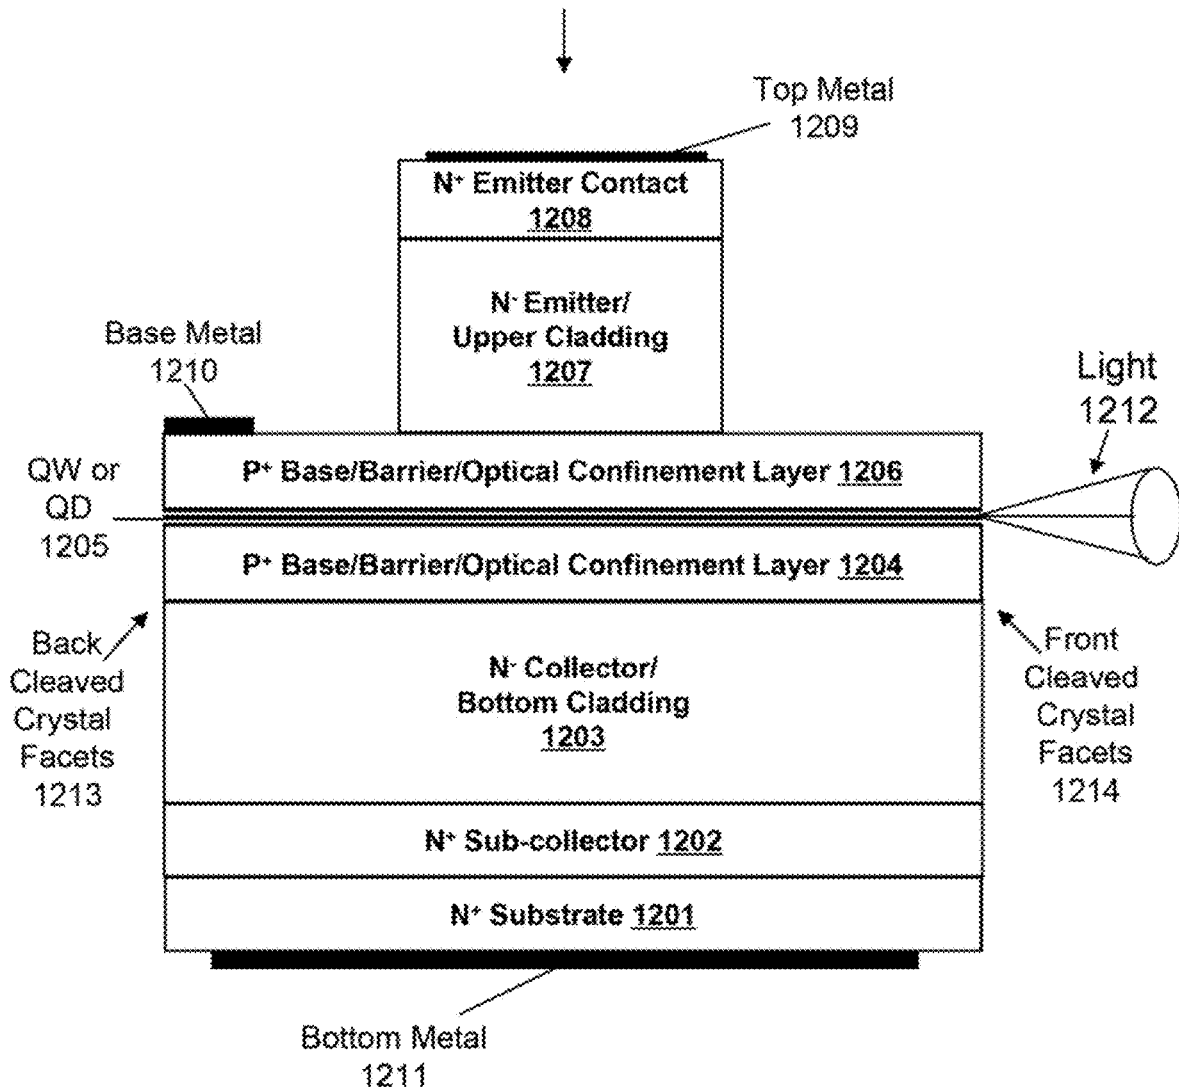 Top Metal
1209
N⁺ Emitter Contact
1208
N⁻ Emitter/
Upper Cladding
1207
Base Metal
1210
Light
1212
P⁺ Base/Barrier/Optical Confinement Layer 1206
QW or
QD
1205
P⁺ Base/Barrier/Optical Confinement Layer 1204
Back
Cleaved
Crystal
Facets
1213
N⁻ Collector/
Bottom Cladding
1203
Front
Cleaved
Crystal
Facets
1214
N⁺ Sub-collector 1202
N⁺ Substrate 1201
Bottom Metal
1211